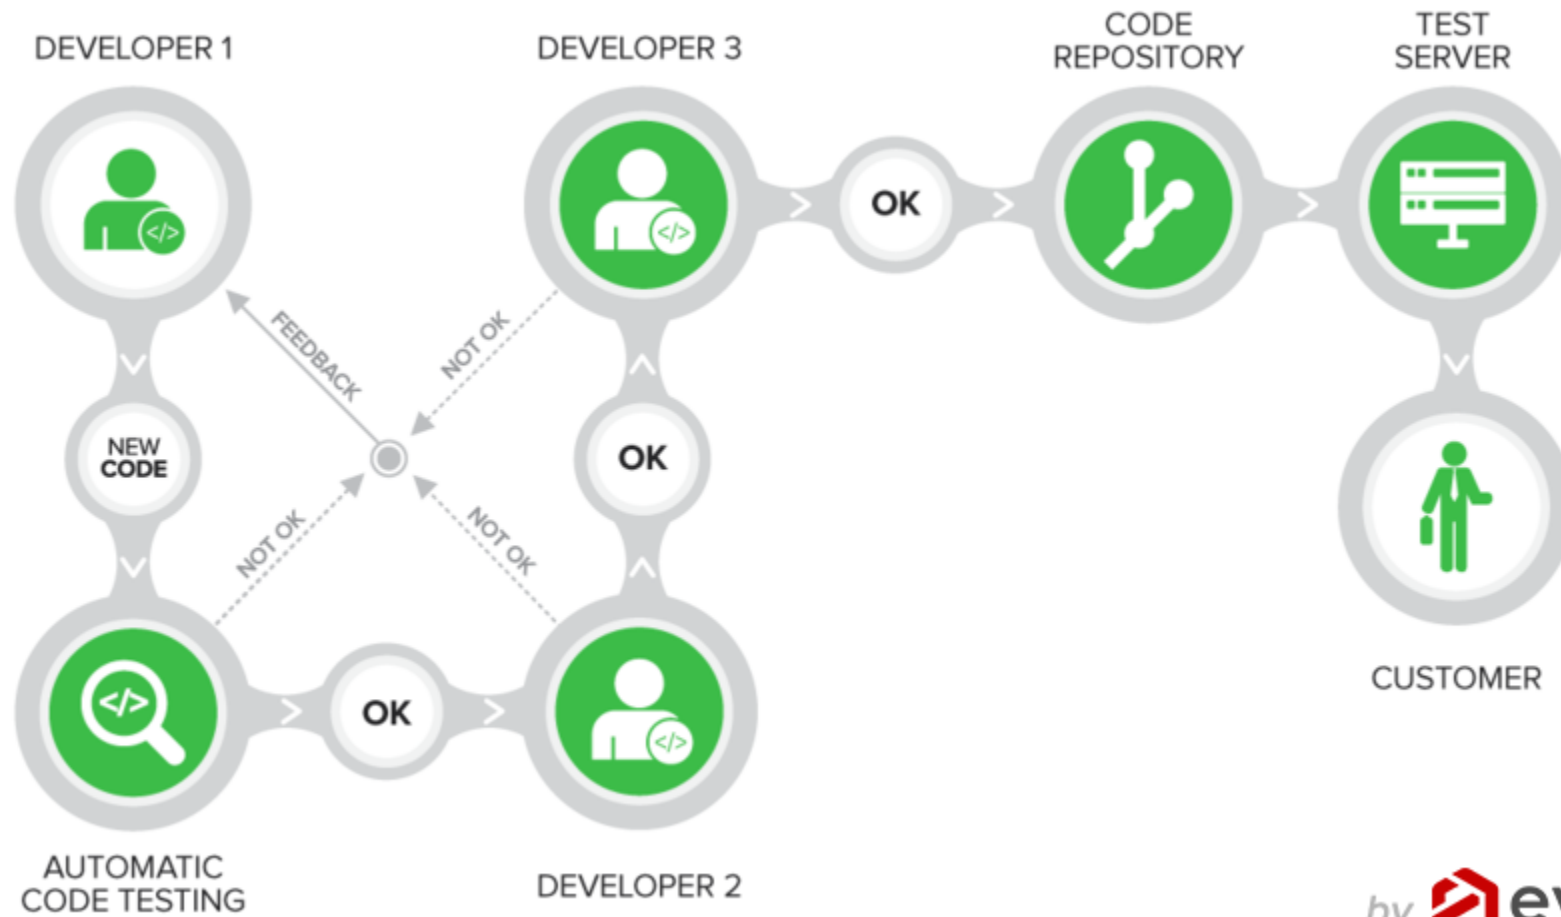 DEVELOPER 1
DEVELOPER 3
CODE
REPOSITORY
TEST
SERVER
OK
FEEDBACK
NOT OK
NEW
CODE
OK
NOT OK
NOT OK
OK
CUSTOMER
AUTOMATIC
CODE TESTING
DEVELOPER 2
by